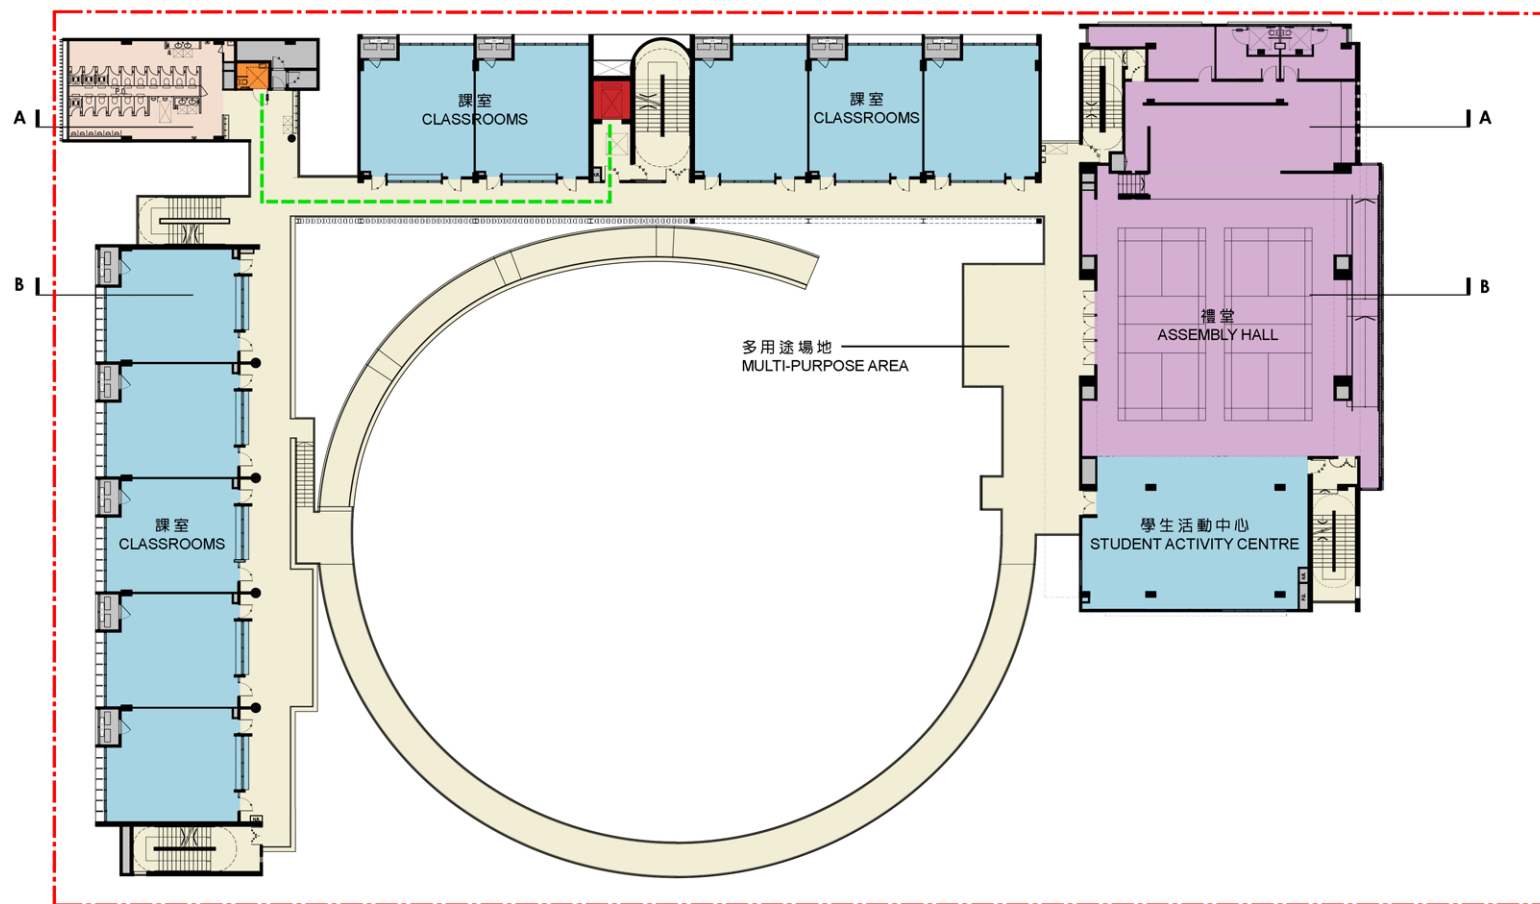 課室
CLASSROOMS
課室
CLASSROOMS
A
A
B
B
禮堂
ASSEMBLY HALL
多用途場地
MULTI-PURPOSE AREA
課室
CLASSROOMS
學生活動中心
STUDENT ACTIVITY CENTRE